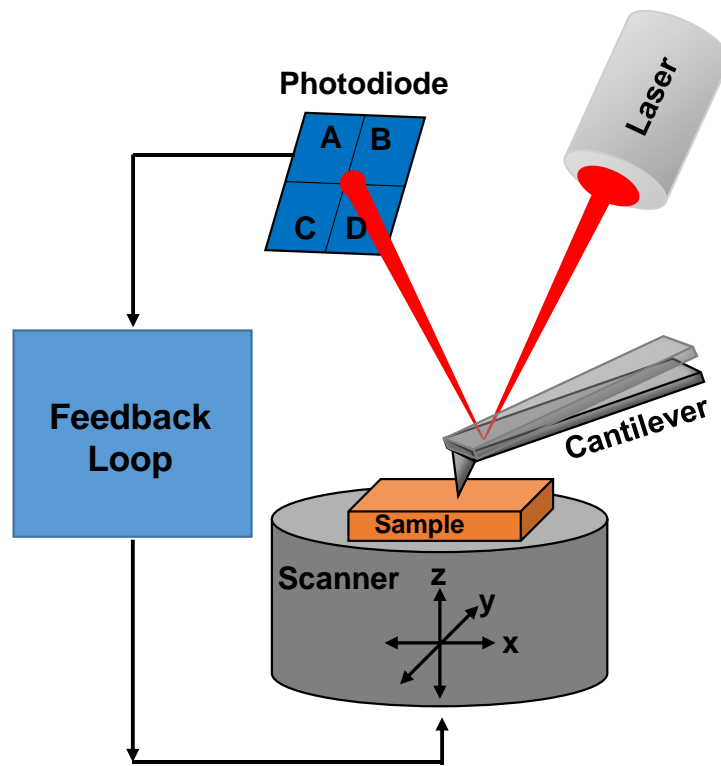 Photodiode
Laser
A B
C D
Feedback
Loop
Cantilever
Sample
Scanner
z
y
x